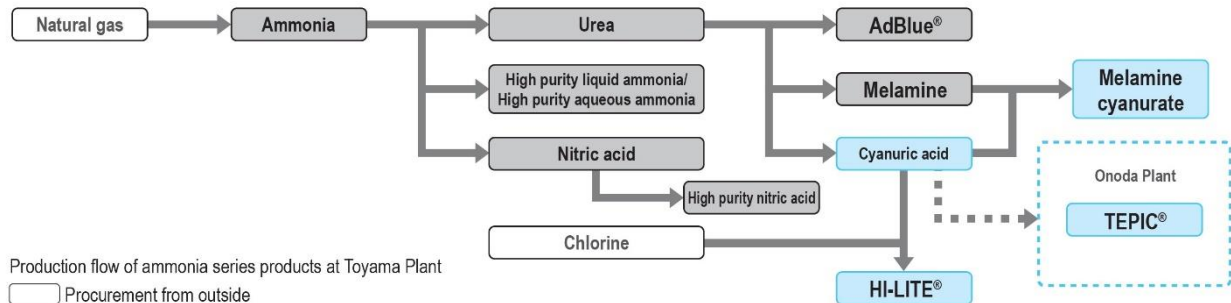 Natural gas
Ammonia
Urea
AdBlue®
High purity liquid ammonia/
High purity aqueous ammonia
Melamine
Melamine
cyanurate
Nitric acid
Cyanuric acid
High purity nitric acid
Onoda Plant
TEPIC®
Chlorine
HI-LITE®
Production flow of ammonia series products at Toyama Plant
Procurement from outside